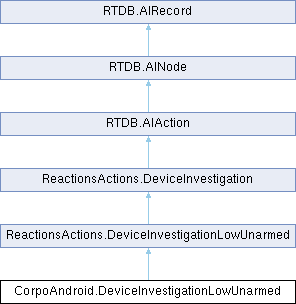 RTDB.AIRecord
RTDB.AINode
RTDB.AIAction
ReactionsActions.DeviceInvestigation
ReactionsActions.DeviceInvestigationLowUnarmed
CorpoAndroid.DeviceInvestigationLowUnarmed